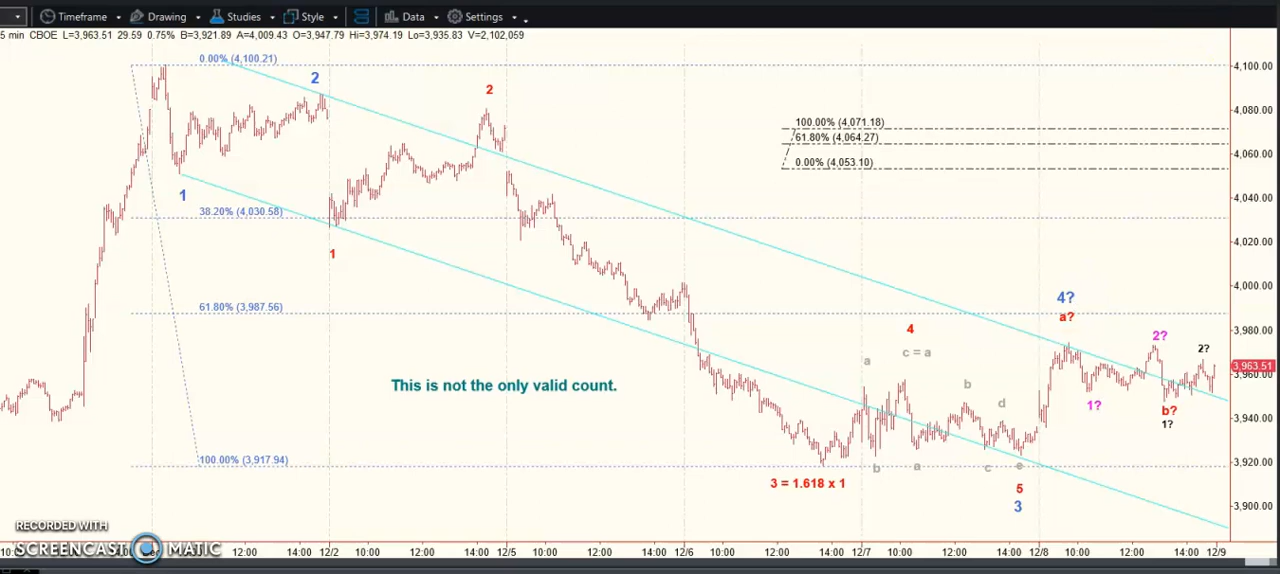 Timeframe Drawing Studies Style Data Settings
5 min CBOE L=3,963.51 29.59 0.75% B=3,921.89 A=4,009.43 O=3,947.79 Hi=3,974.19 Lo=3,935.83 V=2,102,059
0.00% (4,100.21)
4,100.00
2
2
4,080.00
100.00% (4,071.18)
61.80% (4,064.27)
4,060.00
0.00% (4,053.10)
1
4,040.00
38.20% (4,030.58)
1
4,020.00
4,000.00
4?
61.80% (3,987.56)
a?
4
3,980.00
2?
2?
c = a
a
3,963.51
3,960.00
This is not the only valid count.
b
d
1?
b?
1?
3,940.00
100.00% (3,917.94)
3,920.00
b
a
c
e
3 = 1.618 x 1
5
3
3,900.00
RECORDED WITH
SCREENCAST MATIC
12:00 14:00 12/2 10:00 12:00 14:00 12/5 10:00 12:00 14:00 12/6 10:00 12:00 14:00 12/7 10:00 12:00 14:00 12/8 10:00 12:00 14:00 12/9